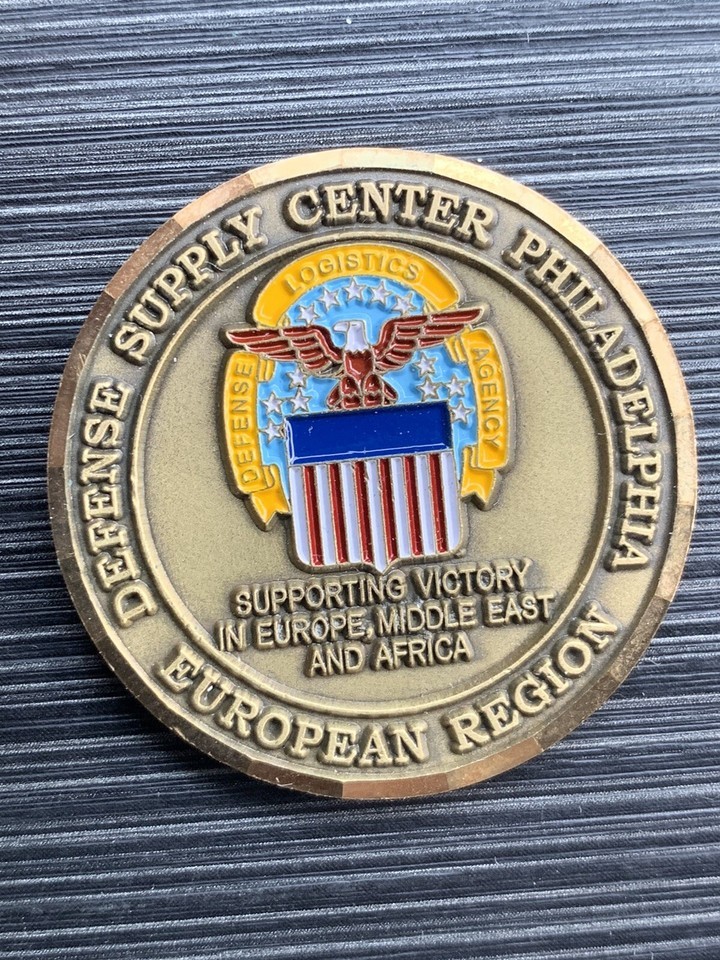 DEFENSE SUPPLY CENTER PHILADELPHIA
DEFENSE LOGISTICS AGENCY
SUPPORTING VICTORY
IN EUROPE, MIDDLE EAST
AND AFRICA
EUROPEAN REGION